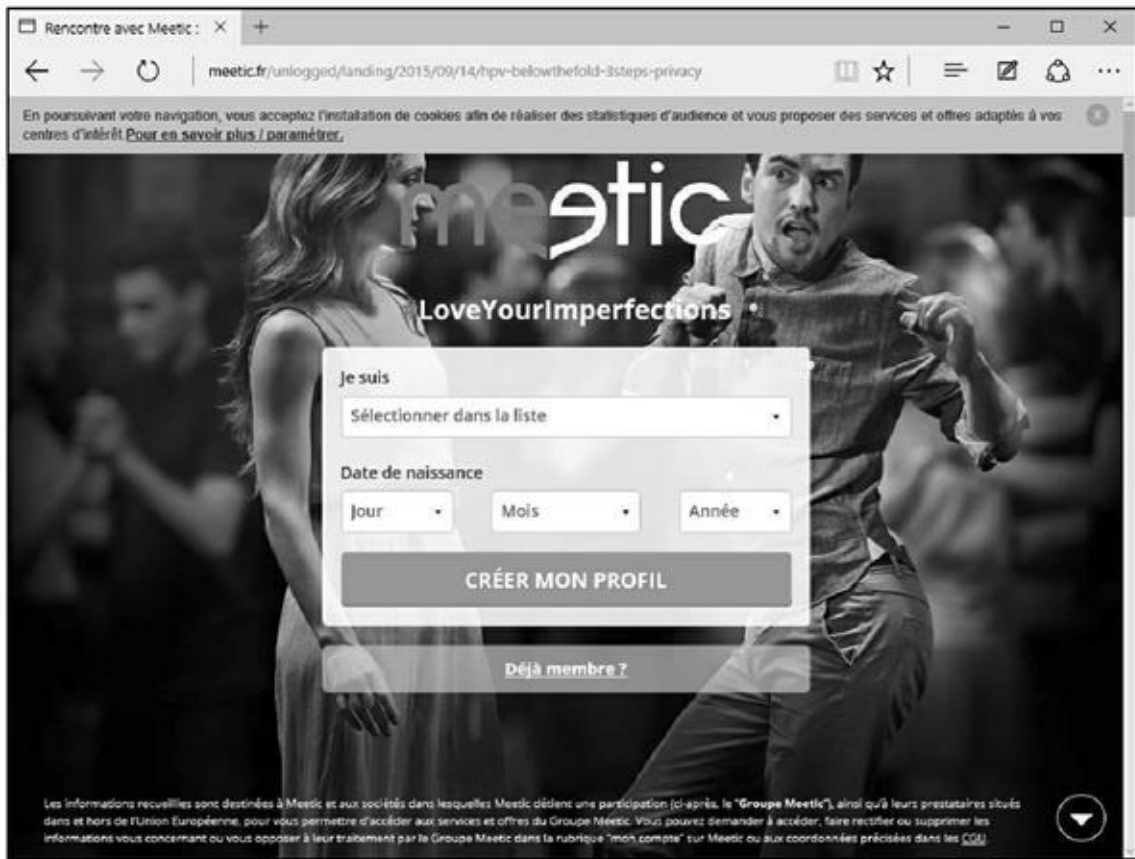 Rencontre avec Meetic :
meetic.fr/unlogged/landing/2015/09/14/hpv-belowthefold-3steps-privacy
En poursuivant votre navigation, vous acceptez l'installation de cookies afin de réaliser des statistiques d'audience et vous proposer des services et offres adaptés à vos
centres d'intérêt Pour en savoir plus / paramétrer.
meetic
LoveYourImperfections
Je suis
Sélectionner dans la liste
Date de naissance
Jour Mois Année
CRÉER MON PROFIL
Déjà membre ?
Les informations recueillies sont destinées à Meetic et aux sociétés dans lesquelles Meetic détient une participation (ci-après, le "Groupe Meetic"), ainsi qu'à leurs prestataires situés
dans et hors de l'Union Européenne, pour vous permettre d'accéder aux services et offres du Groupe Meetic. Vous pouvez demander à accéder, faire rectifier ou supprimer les
informations vous concernant ou vous opposer à leur traitement par le Groupe Meetic dans la rubrique "mon compte" sur Meetic ou aux coordonnées précisées dans les CGU.